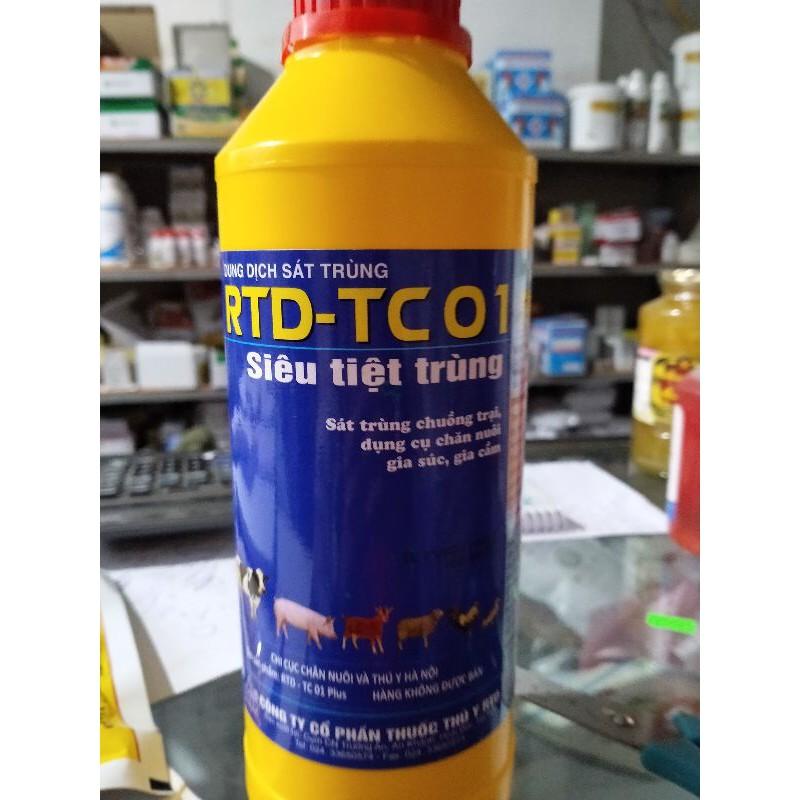 DUNG DỊCH SÁT TRÙNG
RTD-TC 01
Siêu tiệt trùng
Sát trùng chuồng trại,
dụng cụ chăn nuôi
gia súc, gia cầm
CHI CỤC CHĂN NUÔI VÀ THÚ Y HÀ NỘI
phẩm: RTD - TC 01 Plus HÀNG KHÔNG ĐƯỢC BÁN
CÔNG TY CỔ PHẦN THUỐC THÚ Y RTD